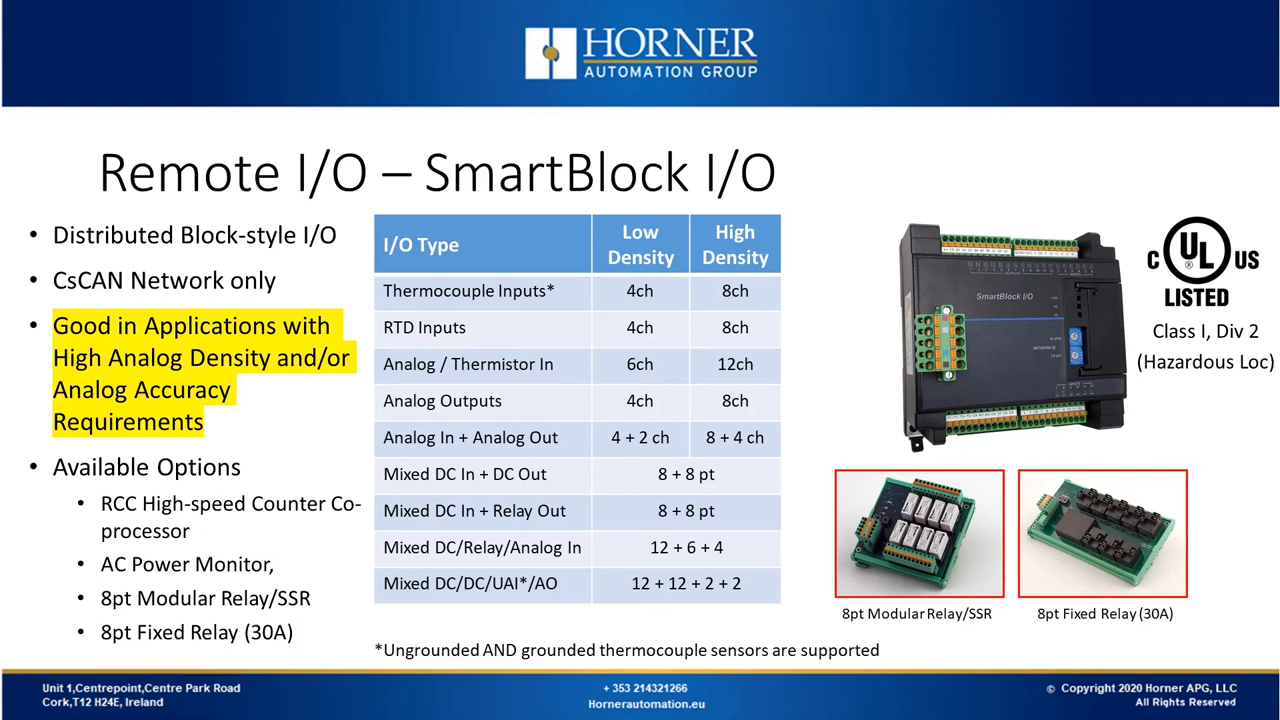 HORNER
AUTOMATION GROUP
Remote I/O – SmartBlock I/O
• Distributed Block-style I/O
• CsCAN Network only
• Good in Applications with
High Analog Density and/or
Analog Accuracy
Requirements
• Available Options
• RCC High-speed Counter Co-
processor
• AC Power Monitor,
• 8pt Modular Relay/SSR
• 8pt Fixed Relay (30A)
I/O Type Low Density High Density
Thermocouple Inputs* 4ch 8ch
RTD Inputs 4ch 8ch
Analog / Thermistor In 6ch 12ch
Analog Outputs 4ch 8ch
Analog In + Analog Out 4 + 2 ch 8 + 4 ch
Mixed DC In + DC Out 8 + 8 pt
Mixed DC In + Relay Out 8 + 8 pt
Mixed DC/Relay/Analog In 12 + 6 + 4
Mixed DC/DC/UAI*/AO 12 + 12 + 2 + 2
*Ungrounded AND grounded thermocouple sensors are supported
SmartBlock I/O
C UL ® US
LISTED
Class I, Div 2
(Hazardous Loc)
8pt Modular Relay/SSR
8pt Fixed Relay (30A)
Unit 1,Centrepoint,Centre Park Road
Cork,T12 H24E, Ireland
+ 353 214321266
Hornerautomation.eu
© Copyright 2020 Horner APG, LLC
All Rights Reserved